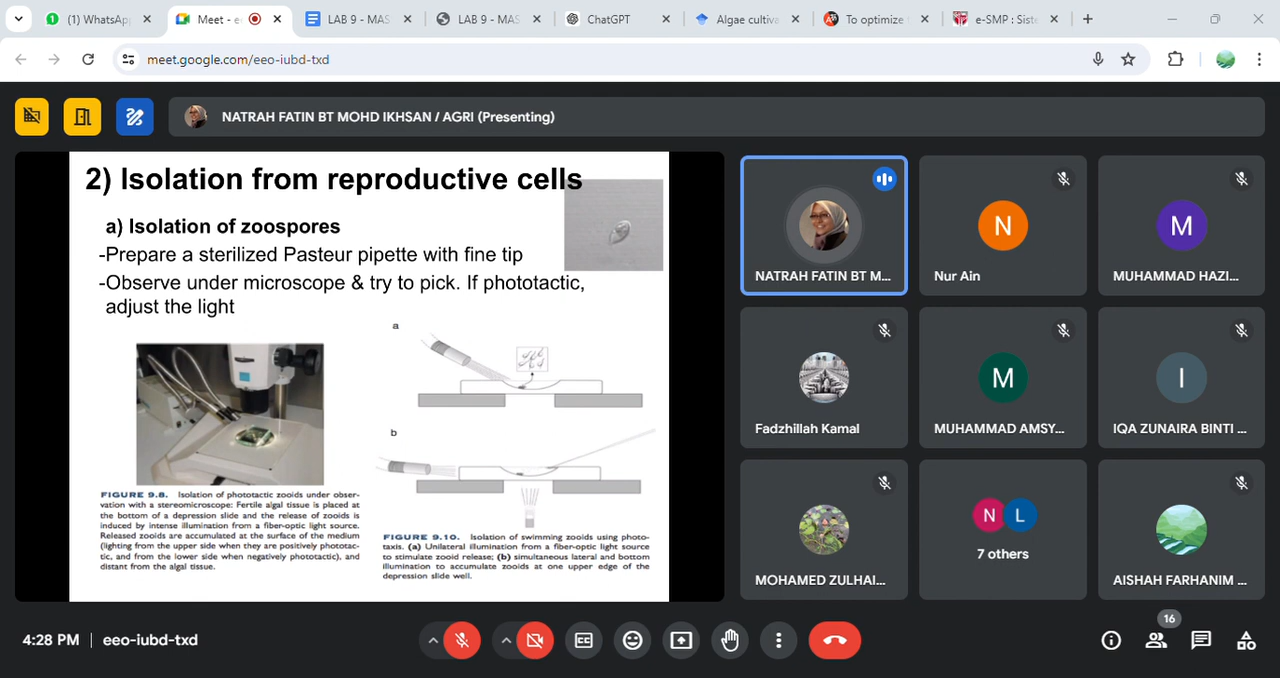 (1) WhatsApp
Meet - ee
LAB 9 - MAS
LAB 9 - MAS
ChatGPT
Algae cultiva
To optimize
e-SMP : Siste
meet.google.com/eeo-iubd-txd
NATRAH FATIN BT MOHD IKHSAN / AGRI (Presenting)
2) Isolation from reproductive cells
a) Isolation of zoospores
-Prepare a sterilized Pasteur pipette with fine tip
-Observe under microscope & try to pick. If phototactic,
adjust the light
a
b
FIGURE 9.8. Isolation of phototactic zooids under obser-
vation with a stereomicroscope: Fertile algal tissue is placed at
the bottom of a depression slide and the release of zooids is
induced by intense illumination from a fiber-optic light source.
Released zooids are accumulated at the surface of the medium
(lighting from the upper side when they are positively phototac-
tic, and from the lower side when negatively phototactic), and
distant from the algal tissue.
FIGURE 9.10. Isolation of swimming zooids using photo-
taxis. (a) Unilateral illumination from a fiber-optic light source
to stimulate zooid release; (b) simultaneous lateral and bottom
illumination to accumulate zooids at one upper edge of the
depression slide well.
NATRAH FATIN BT M...
N
Nur Ain
M
MUHAMMAD HAZI...
Fadzhillah Kamal
M
MUHAMMAD AMSY...
I
IQA ZUNAIRA BINTI ...
MOHAMED ZULHAI...
N L
7 others
AISHAH FARHANIM ...
4:28 PM | eeo-iubd-txd
16